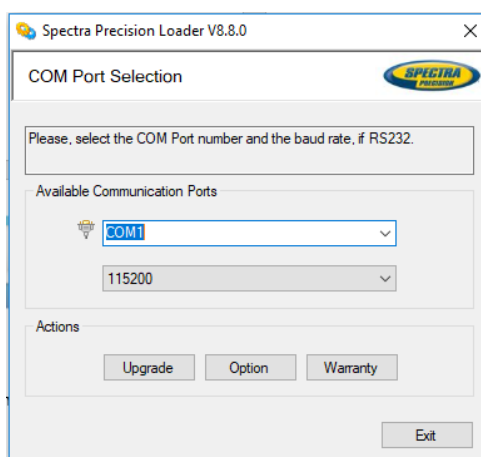 Spectra Precision Loader V8.8.0
COM Port Selection
SPECTRA
PRECISION
Please, select the COM Port number and the baud rate, if RS232.
Available Communication Ports
COM1
115200
Actions
Upgrade Option Warranty
Exit